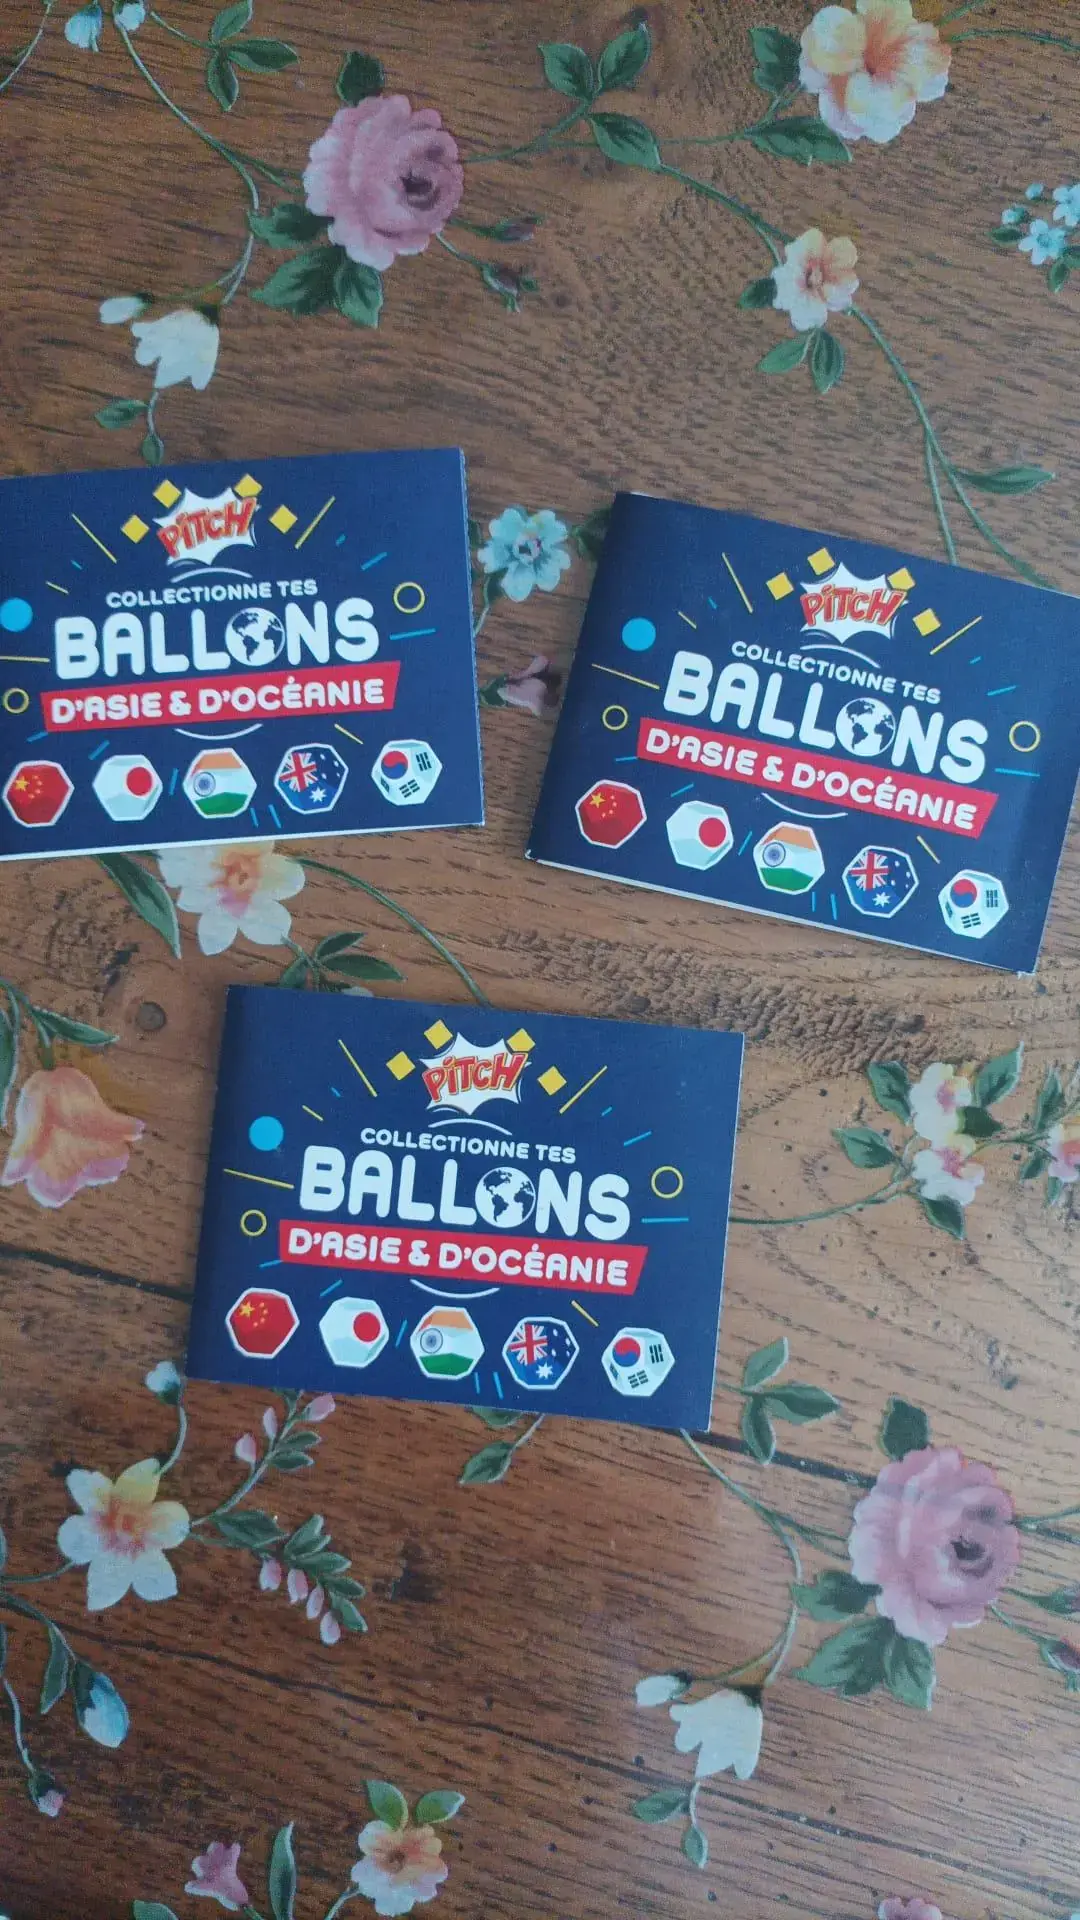 PITCH
COLLECTIONNE TES
BALLONS
D'ASIE & D'OCÉANIE
PITCH
COLLECTIONNE TES
BALLONS
D'ASIE & D'OCÉANIE
PITCH
COLLECTIONNE TES
BALLONS
D'ASIE & D'OCÉANIE